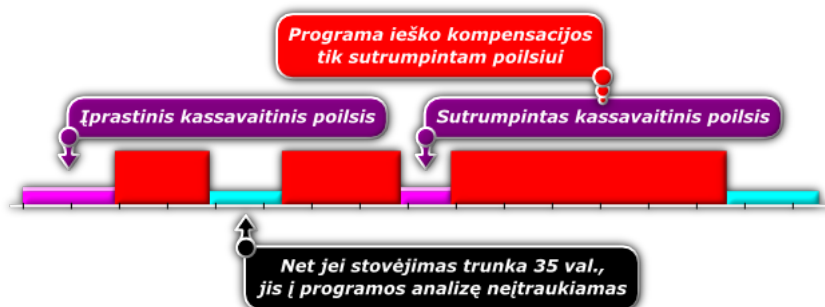 Programa ieško kompensacijos
tik sutrumpintam poilsiui
Įprastinis kassavaitinis poilsis
Sutrumpintas kassavaitinis poilsis
Net jei stovėjimas trunka 35 val.,
jis į programos analizę neįtraukiamas